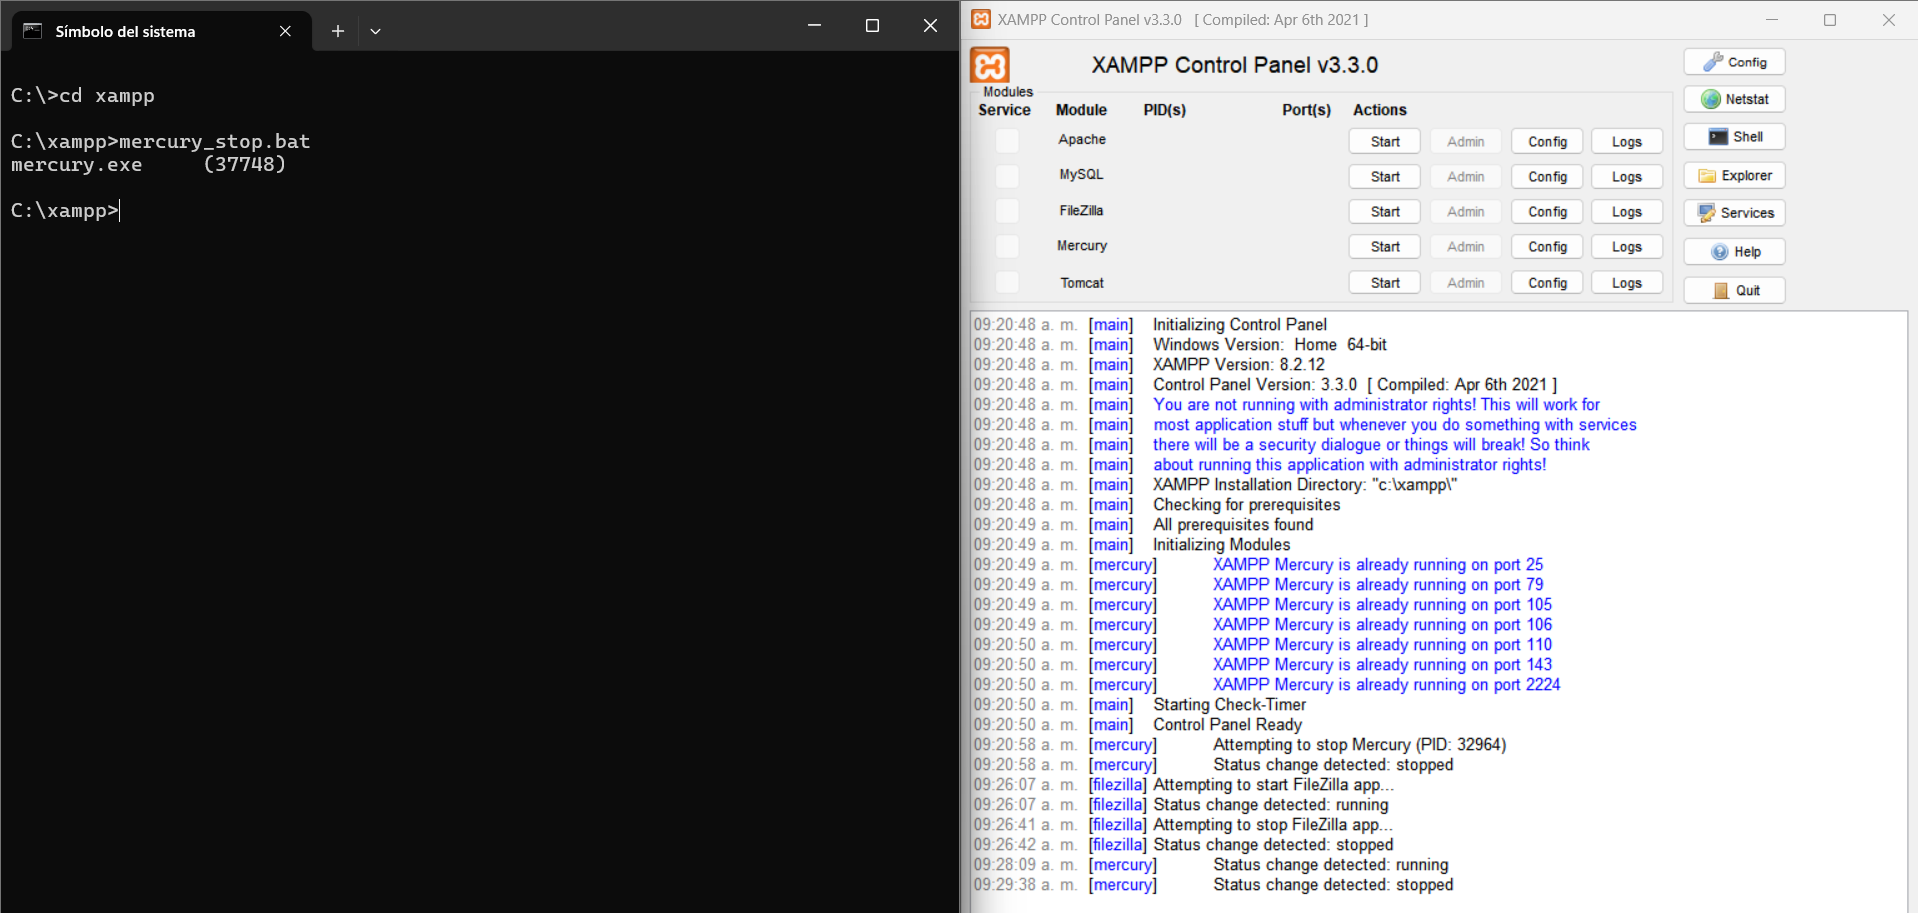 Símbolo del sistema
C:\>cd xampp
C:\xampp>mercury_stop.bat
mercury.exe     (37748)
C:\xampp>
XAMPP Control Panel v3.3.0   [ Compiled: Apr 6th 2021 ]
XAMPP Control Panel v3.3.0
Modules
Service Module PID(s) Port(s) Actions
Apache Start Admin Config Logs
MySQL Start Admin Config Logs
FileZilla Start Admin Config Logs
Mercury Start Admin Config Logs
Tomcat Start Admin Config Logs
Config
Netstat
Shell
Explorer
Services
Help
Quit
09:20:48 a. m. [main] Initializing Control Panel
09:20:48 a. m. [main] Windows Version:  Home  64-bit
09:20:48 a. m. [main] XAMPP Version: 8.2.12
09:20:48 a. m. [main] Control Panel Version: 3.3.0  [ Compiled: Apr 6th 2021 ]
09:20:48 a. m. [main] You are not running with administrator rights! This will work for
09:20:48 a. m. [main] most application stuff but whenever you do something with services
09:20:48 a. m. [main] there will be a security dialogue or things will break! So think
09:20:48 a. m. [main] about running this application with administrator rights!
09:20:48 a. m. [main] XAMPP Installation Directory: "c:\xampp\"
09:20:48 a. m. [main] Checking for prerequisites
09:20:49 a. m. [main] All prerequisites found
09:20:49 a. m. [main] Initializing Modules
09:20:49 a. m. [mercury] XAMPP Mercury is already running on port 25
09:20:49 a. m. [mercury] XAMPP Mercury is already running on port 79
09:20:49 a. m. [mercury] XAMPP Mercury is already running on port 105
09:20:49 a. m. [mercury] XAMPP Mercury is already running on port 106
09:20:50 a. m. [mercury] XAMPP Mercury is already running on port 110
09:20:50 a. m. [mercury] XAMPP Mercury is already running on port 143
09:20:50 a. m. [mercury] XAMPP Mercury is already running on port 2224
09:20:50 a. m. [main] Starting Check-Timer
09:20:50 a. m. [main] Control Panel Ready
09:20:58 a. m. [mercury] Attempting to stop Mercury (PID: 32964)
09:20:58 a. m. [mercury] Status change detected: stopped
09:26:07 a. m. [filezilla] Attempting to start FileZilla app...
09:26:07 a. m. [filezilla] Status change detected: running
09:26:41 a. m. [filezilla] Attempting to stop FileZilla app...
09:26:42 a. m. [filezilla] Status change detected: stopped
09:28:09 a. m. [mercury] Status change detected: running
09:29:38 a. m. [mercury] Status change detected: stopped